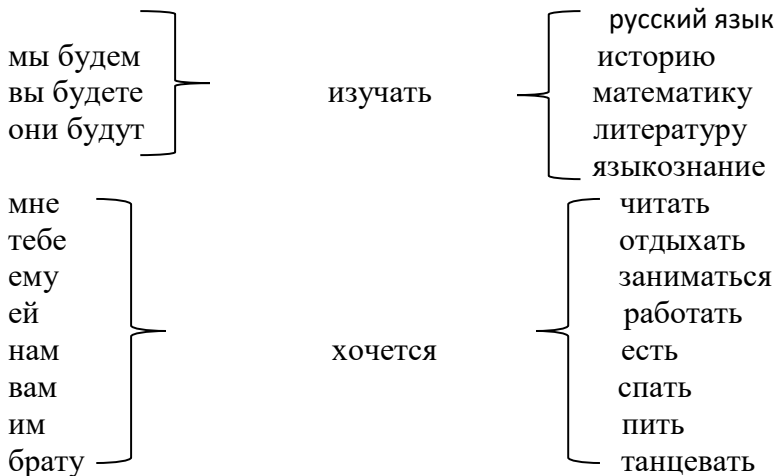 русский язык
мы будем историю
вы будете изучать математику
они будут литературу
языкознание
мне читать
тебе отдыхать
ему заниматься
ей работать
нам хочется есть
вам спать
им пить
брату танцевать